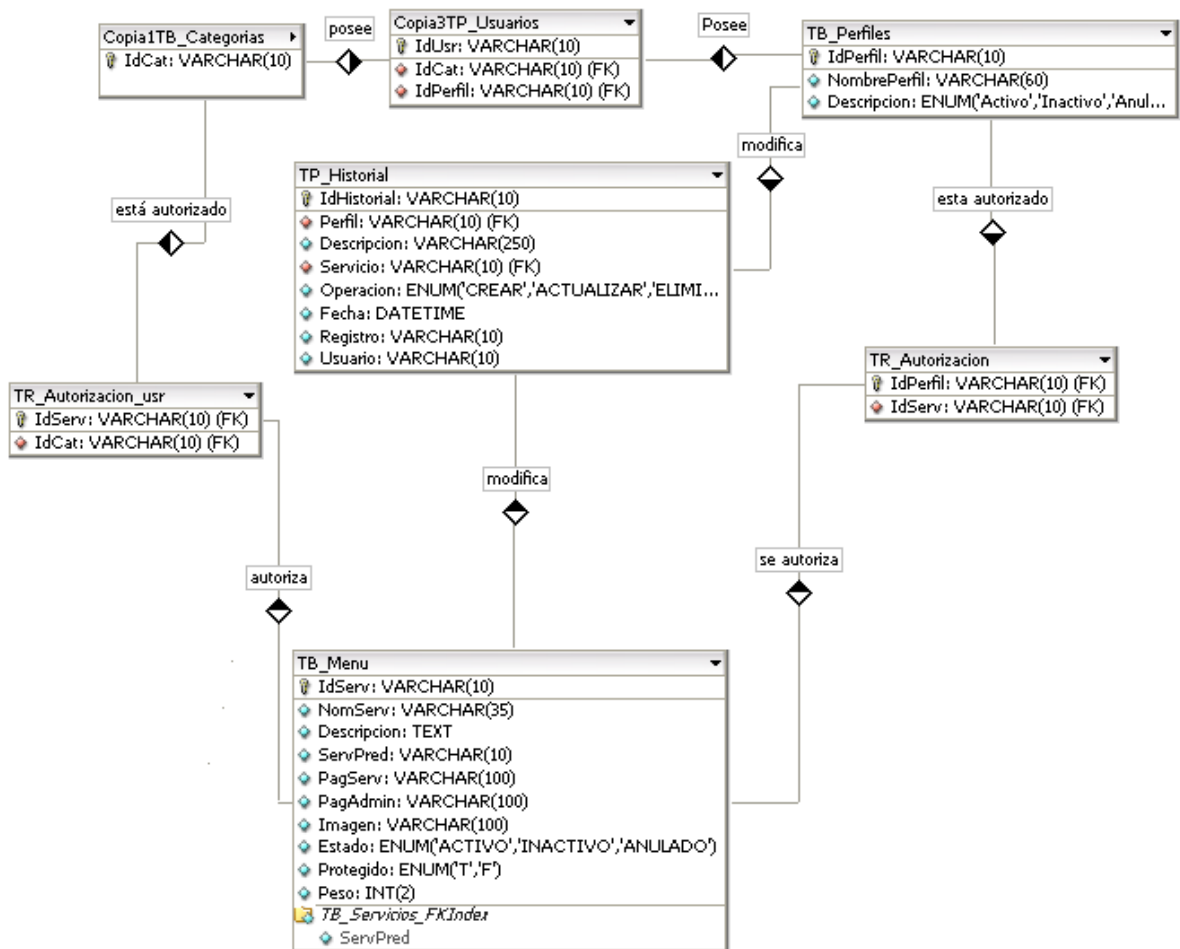 Copia1TB_Categorias
IdCat: VARCHAR(10)
posee
Copia3TP_Usuarios
IdUsr: VARCHAR(10)
IdCat: VARCHAR(10) (FK)
IdPerfil: VARCHAR(10) (FK)
Posee
TB_Perfiles
IdPerfil: VARCHAR(10)
NombrePerfil: VARCHAR(60)
Descripcion: ENUM('Activo','Inactivo','Anul...
modifica
está autorizado
TP_Historial
IdHistorial: VARCHAR(10)
Perfil: VARCHAR(10) (FK)
Descripcion: VARCHAR(250)
Servicio: VARCHAR(10) (FK)
Operacion: ENUM('CREAR','ACTUALIZAR','ELIMI...
Fecha: DATETIME
Registro: VARCHAR(10)
Usuario: VARCHAR(10)
esta autorizado
TR_Autorizacion_usr
IdServ: VARCHAR(10) (FK)
IdCat: VARCHAR(10) (FK)
TR_Autorizacion
IdPerfil: VARCHAR(10) (FK)
IdServ: VARCHAR(10) (FK)
modifica
autoriza
se autoriza
TB_Menu
IdServ: VARCHAR(10)
NomServ: VARCHAR(35)
Descripcion: TEXT
ServPred: VARCHAR(10)
PagServ: VARCHAR(100)
PagAdmin: VARCHAR(100)
Imagen: VARCHAR(100)
Estado: ENUM('ACTIVO','INACTIVO','ANULADO')
Protegido: ENUM('T','F')
Peso: INT(2)
TB_Servicios_FKIndex
ServPred